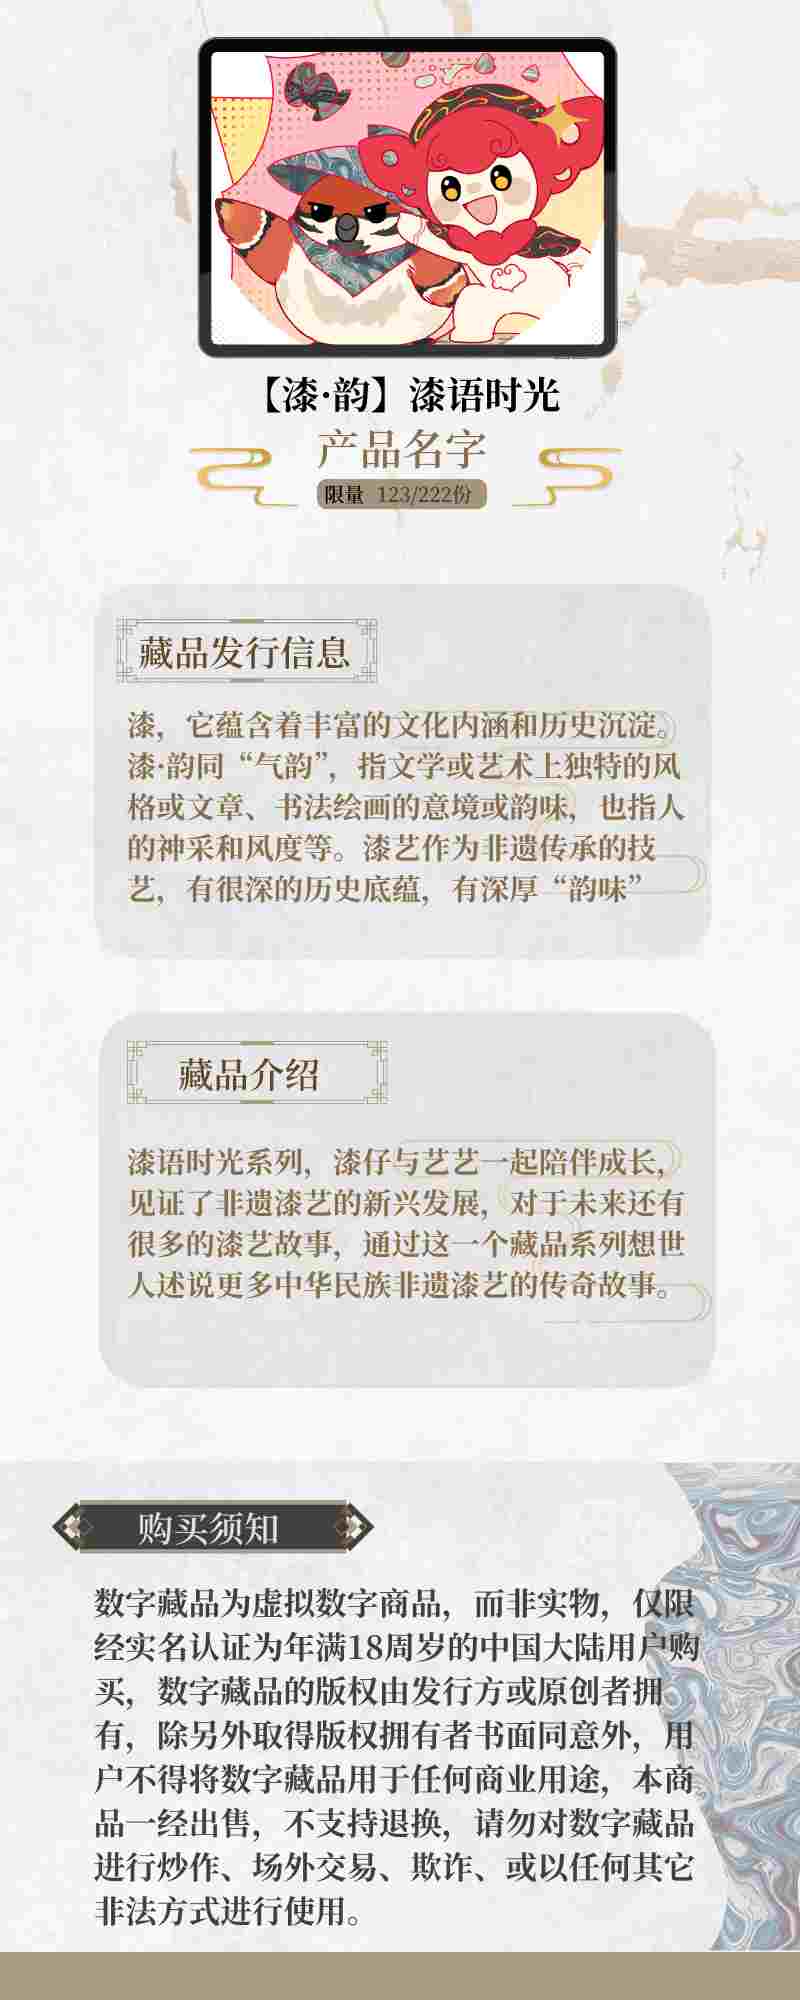 【漆·韵】漆语时光
产品名字
限量 123/222份
藏品发行信息
漆，它蕴含着丰富的文化内涵和历史沉淀。
漆·韵同“气韵”，指文学或艺术上独特的风
格或文章、书法绘画的意境或韵味，也指人
的神采和风度等。漆艺作为非遗传承的技
艺，有很深的历史底蕴，有深厚“韵味”
藏品介绍
漆语时光系列，漆仔与艺艺一起陪伴成长，
见证了非遗漆艺的新兴发展，对于未来还有
很多的漆艺故事，通过这一个藏品系列想世
人述说更多中华民族非遗漆艺的传奇故事。
购买须知
数字藏品为虚拟数字商品，而非实物，仅限
经实名认证为年满18周岁的中国大陆用户购
买，数字藏品的版权由发行方或原创者拥
有，除另外取得版权拥有者书面同意外，用
户不得将数字藏品用于任何商业用途，本商
品一经出售，不支持退换，请勿对数字藏品
进行炒作、场外交易、欺诈、或以任何其它
非法方式进行使用。